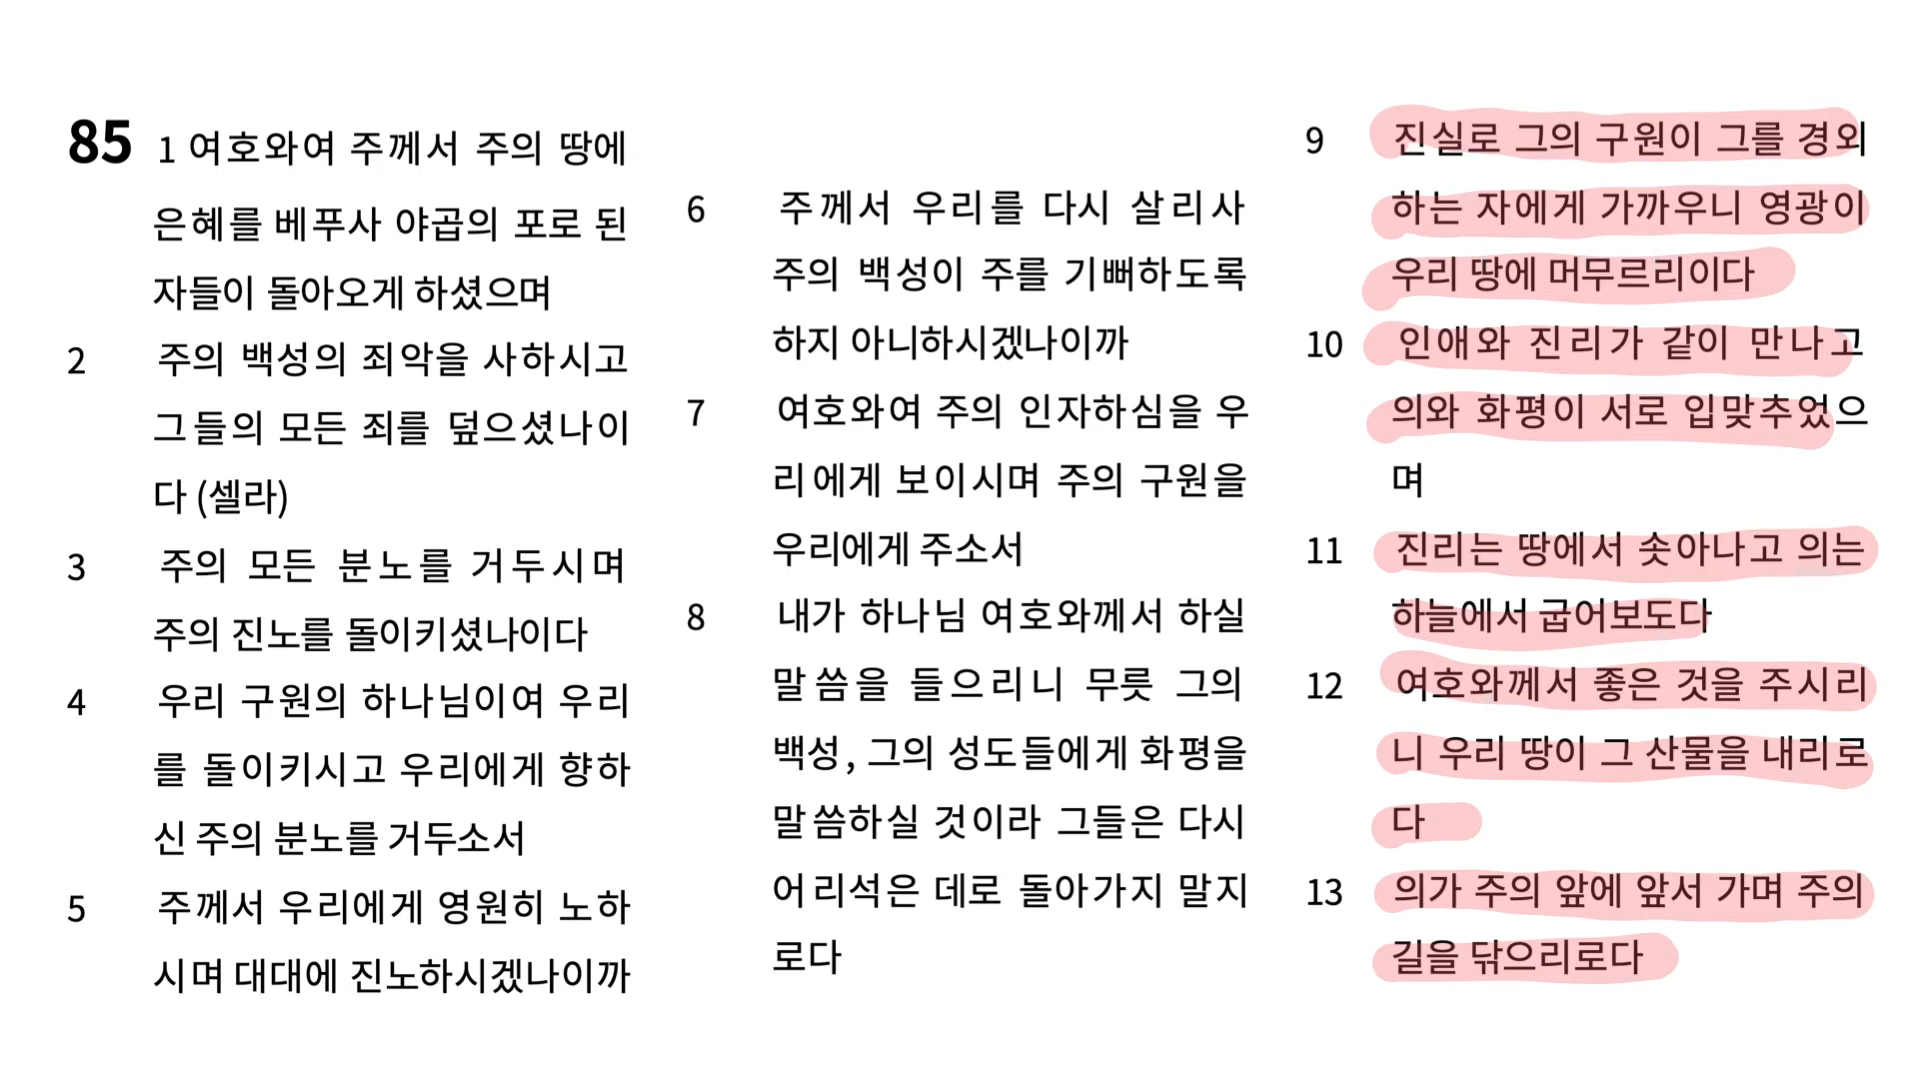 85 1 여호와여 주께서 주의 땅에
은혜를 베푸사 야곱의 포로 된
자들이 돌아오게 하셨으며
2 주의 백성의 죄악을 사하시고
그들의 모든 죄를 덮으셨나이
다 (셀라)
3 주의 모든 분노를 거두시며
주의 진노를 돌이키셨나이다
4 우리 구원의 하나님이여 우리
를 돌이키시고 우리에게 향하
신 주의 분노를 거두소서
5 주께서 우리에게 영원히 노하
시며 대대에 진노하시겠나이까
6 주께서 우리를 다시 살리사
주의 백성이 주를 기뻐하도록
하지 아니하시겠나이까
7 여호와여 주의 인자하심을 우
리에게 보이시며 주의 구원을
우리에게 주소서
8 내가 하나님 여호와께서 하실
말씀을 들으리니 무릇 그의
백성, 그의 성도들에게 화평을
말씀하실 것이라 그들은 다시
어리석은 데로 돌아가지 말지
로다
9 진실로 그의 구원이 그를 경외
하는 자에게 가까우니 영광이
우리 땅에 머무르리이다
10 인애와 진리가 같이 만나고
의와 화평이 서로 입맞추었으
며
11 진리는 땅에서 솟아나고 의는
하늘에서 굽어보도다
12 여호와께서 좋은 것을 주시리
니 우리 땅이 그 산물을 내리로
다
13 의가 주의 앞에 앞서 가며 주의
길을 닦으리로다